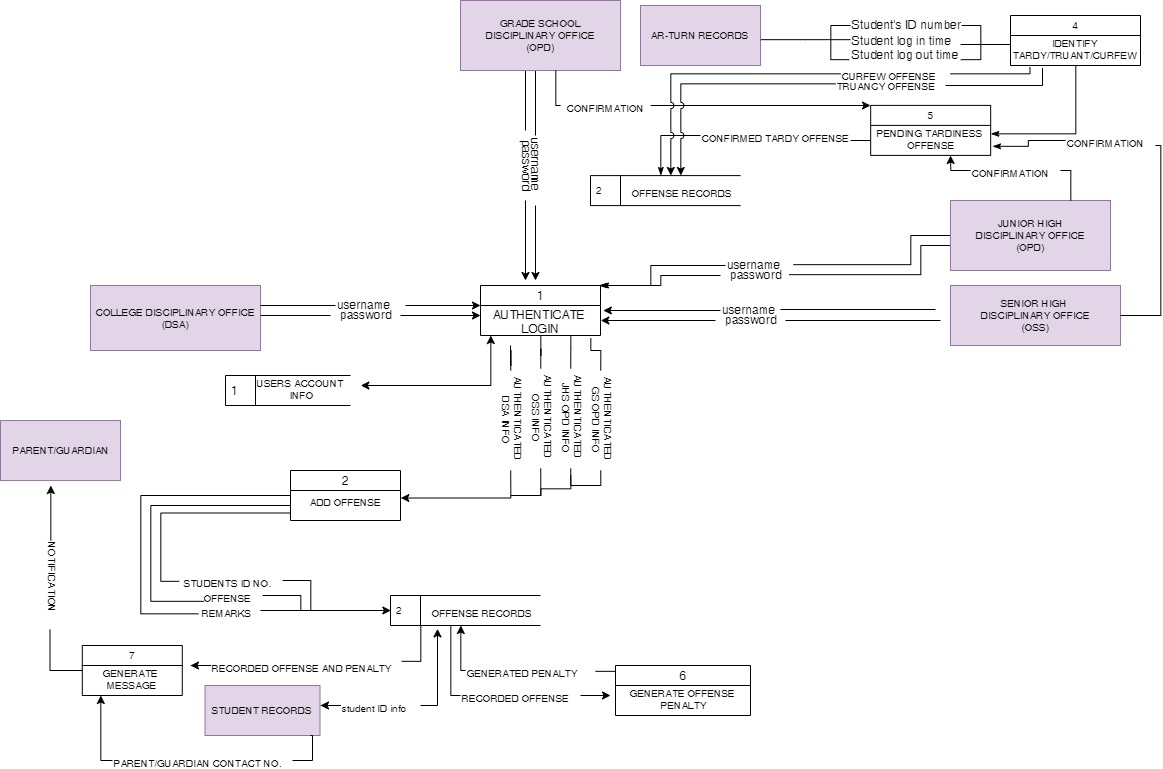 GRADE SCHOOL
DISCIPLINARY OFFICE
(OPD)
AR-TURN RECORDS
Student's ID number
Student log in time
Student log out time
4
IDENTIFY
TARDY/TRUANT/CURFEW
CURFEW OFFENSE
TRUANCY OFFENSE
CONFIRMATION
5
PENDING TARDINESS
OFFENSE
CONFIRMED TARDY OFFENSE
CONFIRMATION
CONFIRMATION
username
password
2
OFFENSE RECORDS
JUNIOR HIGH
DISCIPLINARY OFFICE
(OPD)
username
password
COLLEGE DISCIPLINARY OFFICE
(DSA)
username
password
1
AUTHENTICATE
LOGIN
username
password
SENIOR HIGH
DISCIPLINARY OFFICE
(OSS)
1
USERS ACCOUNT
INFO
AUTHENTICATED
DSA INFO
AUTHENTICATED
OSS INFO
AUTHENTICATED
JHS OPD INFO
AUTHENTICATED
GS OPD INFO
PARENT/GUARDIAN
2
ADD OFFENSE
NOTIFICATION
STUDENTS ID NO.
OFFENSE
REMARKS
2
OFFENSE RECORDS
7
GENERATE
MESSAGE
RECORDED OFFENSE AND PENALTY
GENERATED PENALTY
RECORDED OFFENSE
6
GENERATE OFFENSE
PENALTY
STUDENT RECORDS
student ID info
PARENT/GUARDIAN CONTACT NO.